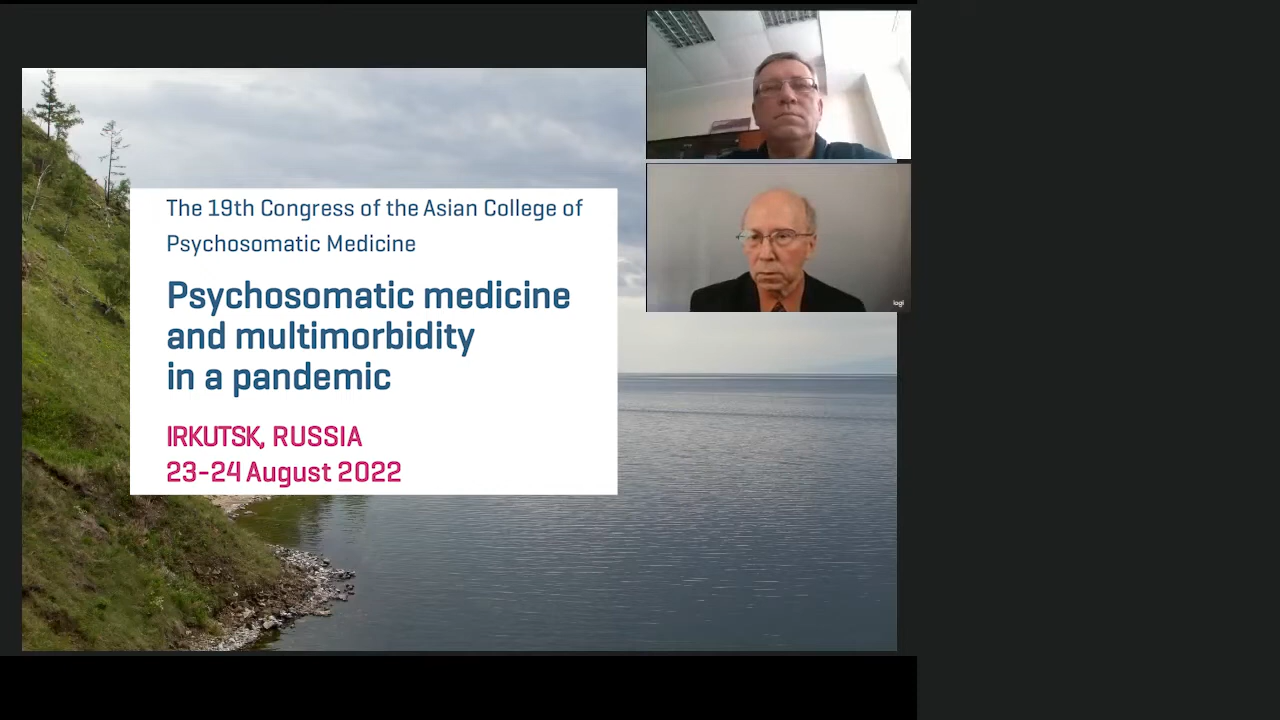 The 19th Congress of the Asian College of
Psychosomatic Medicine
Psychosomatic medicine
and multimorbidity
in a pandemic
IRKUTSK, RUSSIA
23-24 August 2022
logi